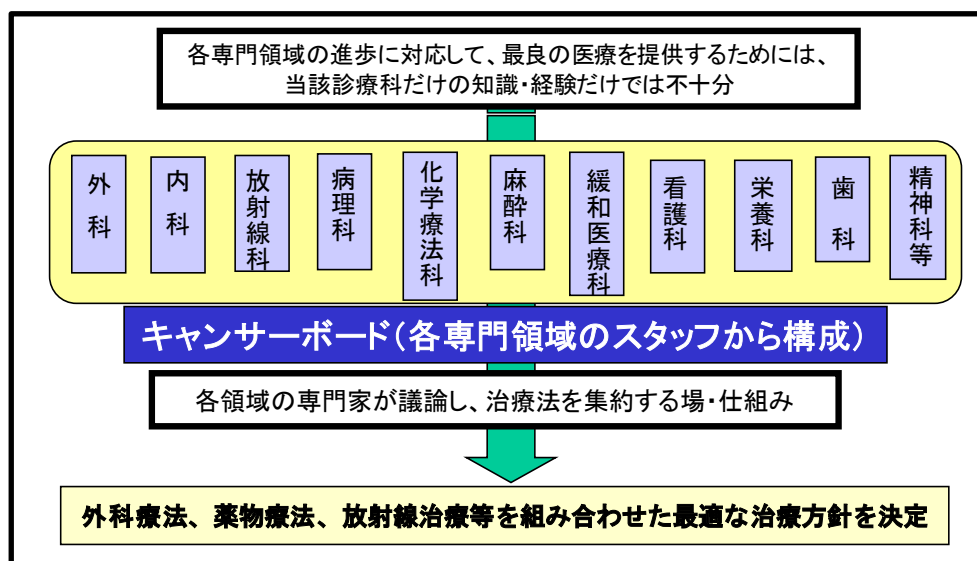 各専門領域の進歩に対応して、最良の医療を提供するためには、
当該診療科だけの知識・経験だけでは不十分
外科
内科
放射線科
病理科
化学療法科
麻酔科
緩和医療科
看護科
栄養科
歯科
精神科等
キャンサーボード（各専門領域のスタッフから構成）
各領域の専門家が議論し、治療法を集約する場・仕組み
外科療法、薬物療法、放射線治療等を組み合わせた最適な治療方針を決定